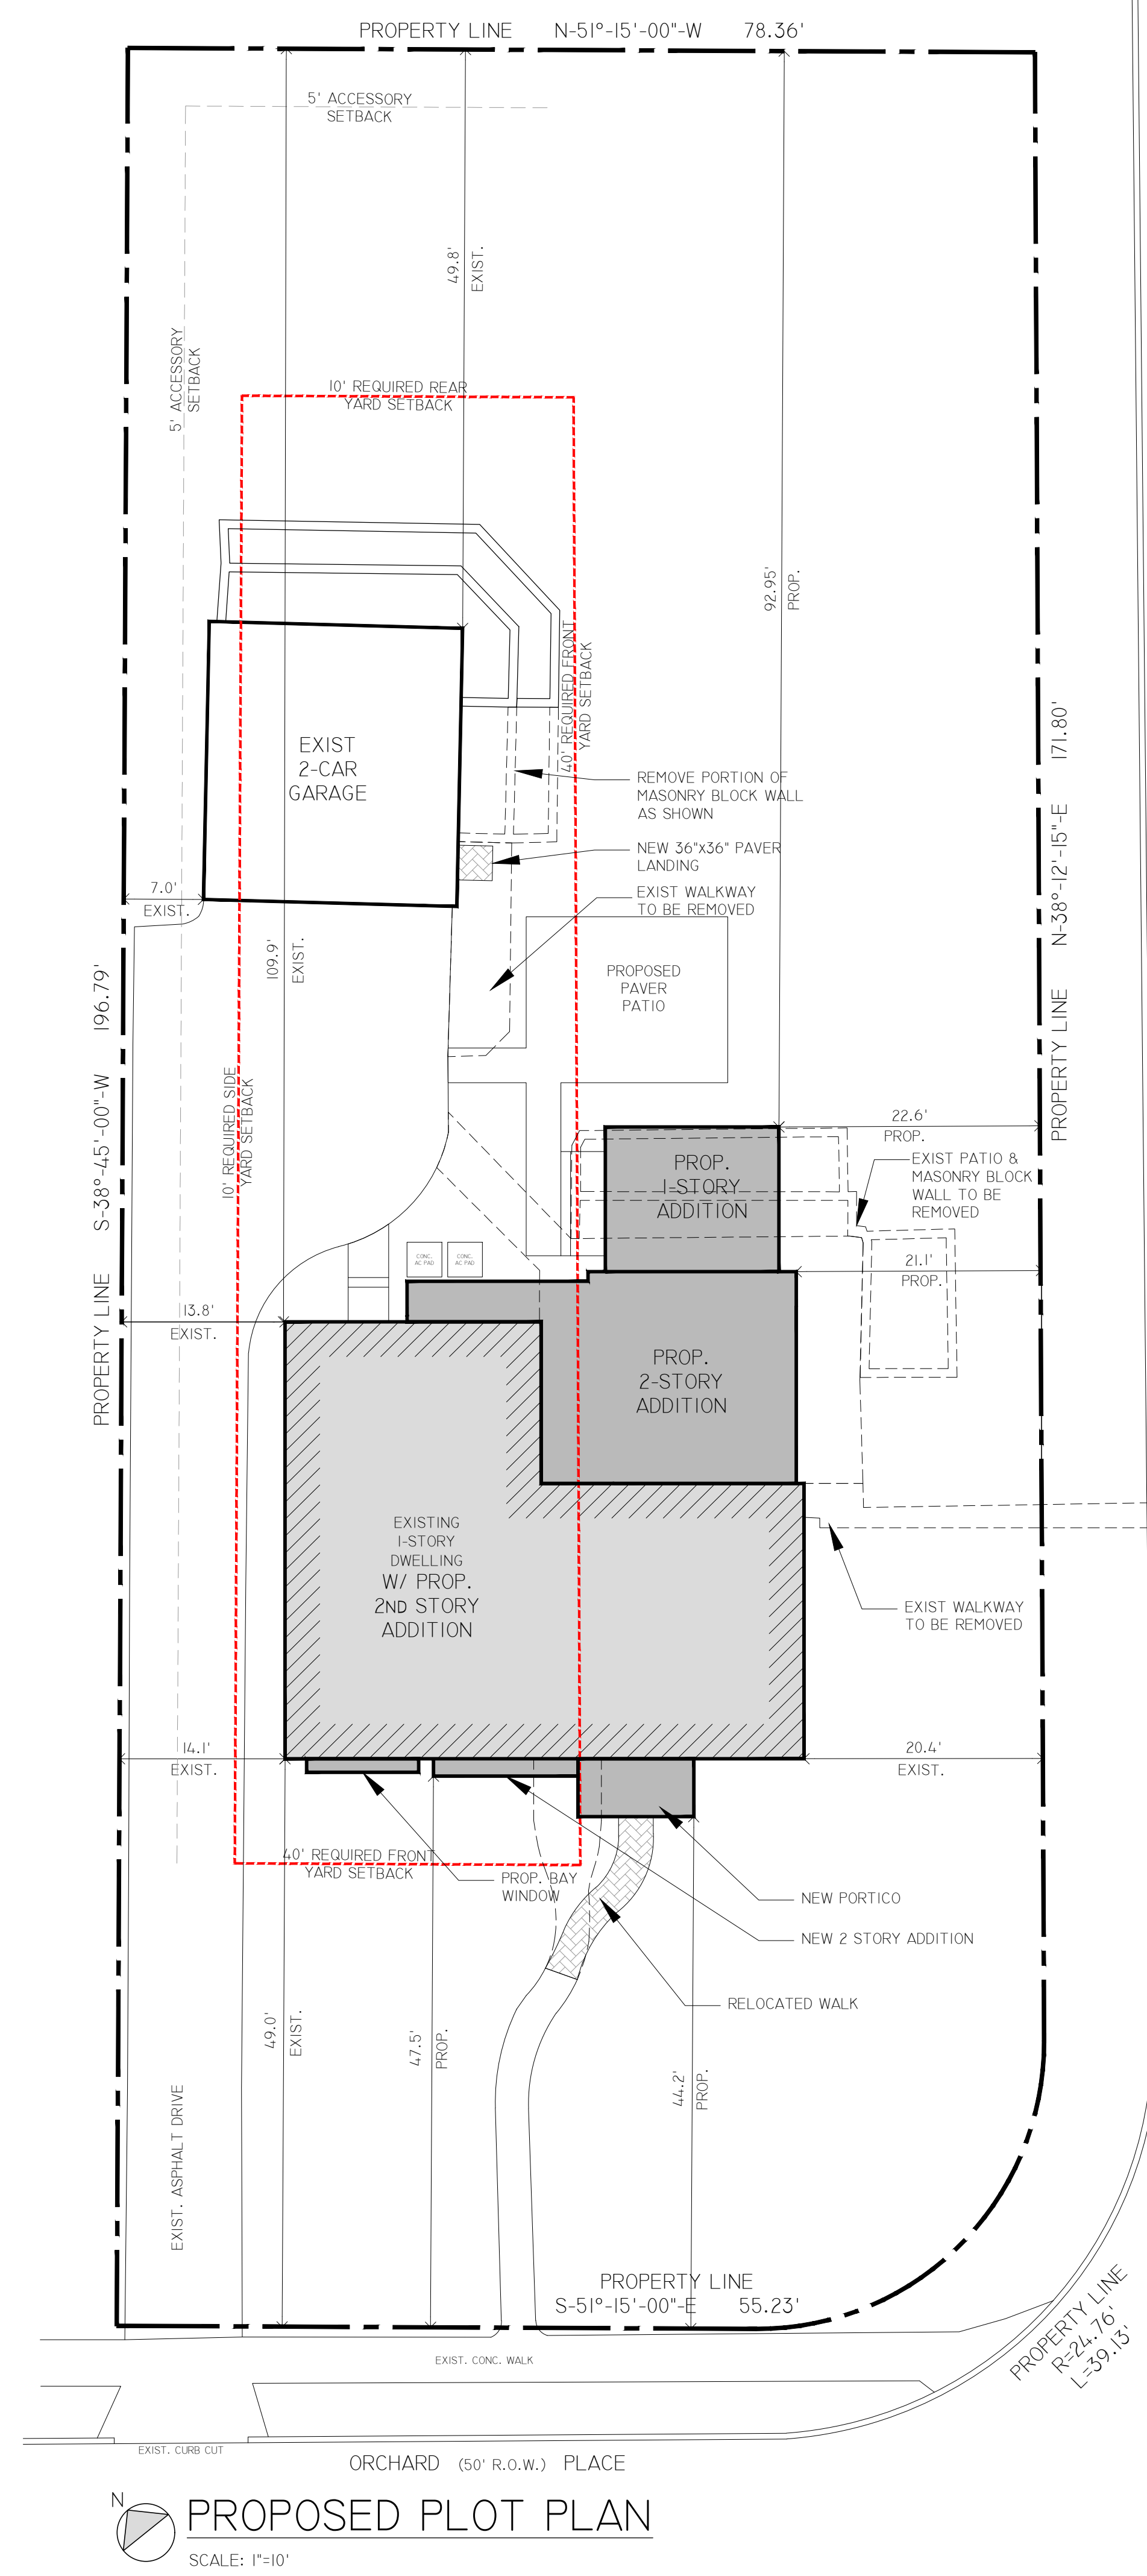 PROPERTY LINE N-51°-15'-00"-W 78.36'
5' ACCESSORY
SETBACK
49.8'
EXIST.
5' ACCESSORY
SETBACK
10' REQUIRED REAR
YARD SETBACK
92.95'
PROP.
40' REQUIRED FRONT
YARD SETBACK
EXIST
2-CAR
GARAGE
REMOVE PORTION OF
MASONRY BLOCK WALL
AS SHOWN
NEW 36"x36" PAVER
LANDING
EXIST WALKWAY
TO BE REMOVED
7.0'
EXIST.
109.9'
EXIST.
PROPOSED
PAVER
PATIO
PROPERTY LINE S-38°-45'-00"-W 196.79'
PROPERTY LINE N-38°-12'-15"-E 171.80'
10' REQUIRED SIDE
YARD SETBACK
22.6'
PROP.
PROP.
1-STORY
ADDITION
EXIST PATIO &
MASONRY BLOCK
WALL TO BE
REMOVED
CONC.
AC PAD
CONC.
AC PAD
21.1'
PROP.
13.8'
EXIST.
PROP.
2-STORY
ADDITION
EXISTING
1-STORY
DWELLING
W/ PROP.
2ND STORY
ADDITION
EXIST WALKWAY
TO BE REMOVED
14.1'
EXIST.
20.4'
EXIST.
40' REQUIRED FRONT
YARD SETBACK
PROP. BAY
WINDOW
NEW PORTICO
NEW 2 STORY ADDITION
RELOCATED WALK
49.0'
EXIST.
47.5'
PROP.
44.2'
PROP.
EXIST. ASPHALT DRIVE
PROPERTY LINE
S-51°-15'-00"-E 55.23'
PROPERTY LINE
R=24.76'
L=39.13'
EXIST. CONC. WALK
EXIST. CURB CUT
ORCHARD (50' R.O.W.) PLACE
N
PROPOSED PLOT PLAN
SCALE: 1"=10'